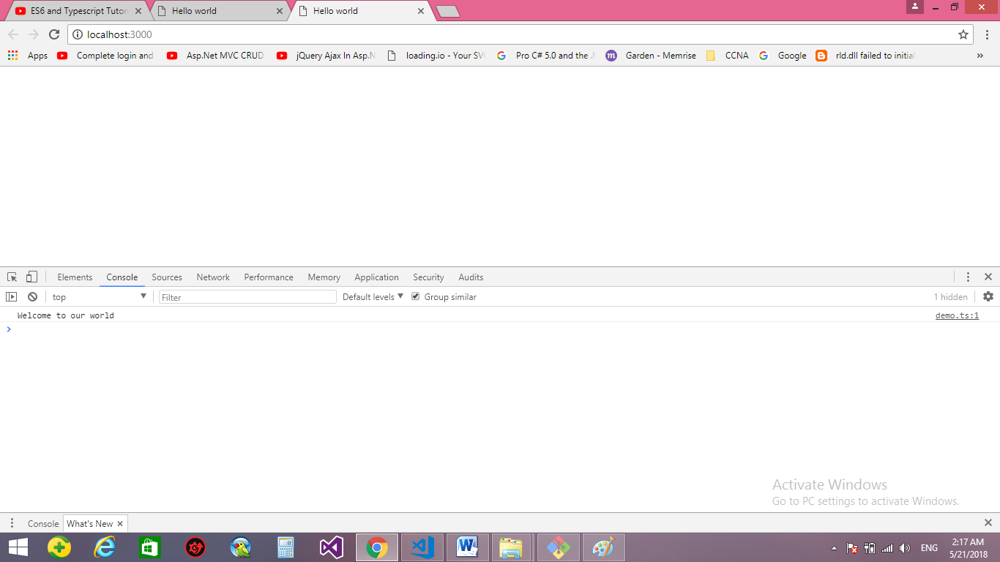 ES6 and Typescript Tutor
Hello world
Hello world
localhost:3000
Apps
Complete login and
Asp.Net MVC CRUD
jQuery Ajax In Asp.N
loading.io - Your SV
Pro C# 5.0 and the .
m
Garden - Memrise
CCNA
Google
rld.dll failed to initial
»
Elements Console Sources Network Performance Memory Application Security Audits
top Filter Default levels Group similar 1 hidden
Welcome to our world demo.ts:1
Activate Windows
Go to PC settings to activate Windows.
Console What's New
ENG
2:17 AM
5/21/2018